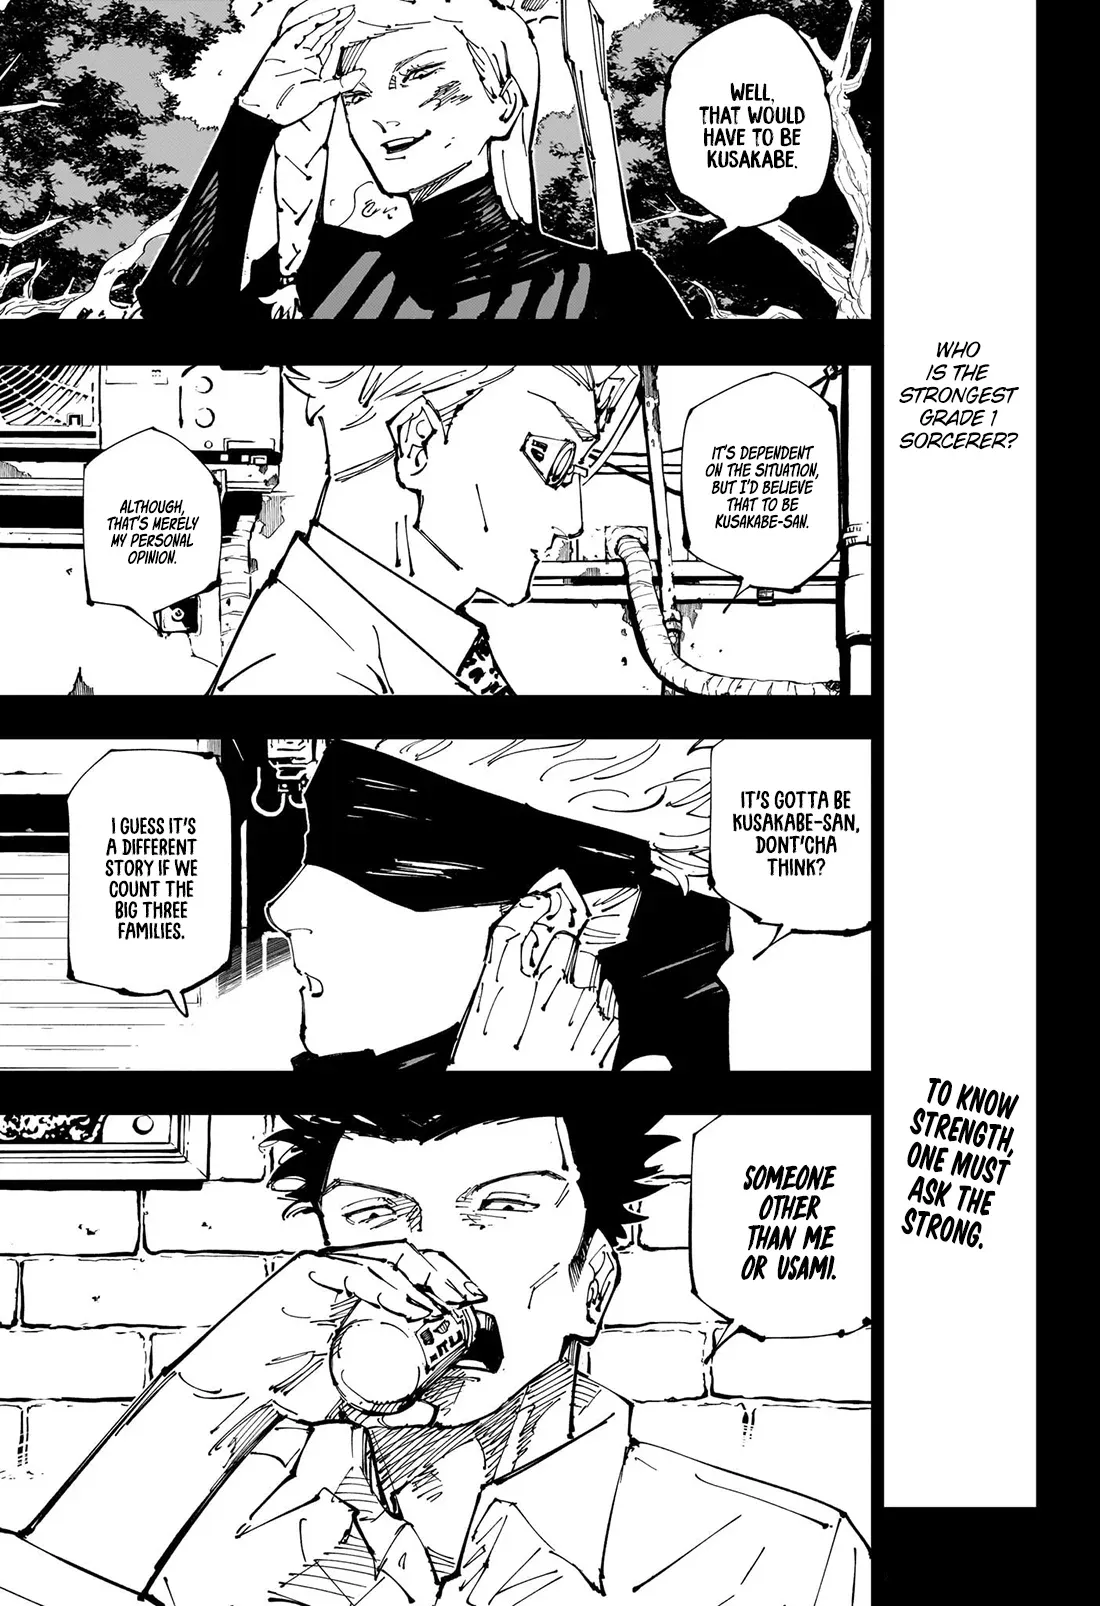 WHO
IS THE
STRONGEST
GRADE 1
SORCERER?
WELL,
THAT WOULD
HAVE TO BE
KUSAKABE.
IT'S DEPENDENT
ON THE SITUATION,
BUT I'D BELIEVE
THAT TO BE
KUSAKABE-SAN.
ALTHOUGH,
THAT'S MERELY
MY PERSONAL
OPINION.
IT'S GOTTA BE
KUSAKABE-SAN,
DONT'CHA
THINK?
I GUESS IT'S
A DIFFERENT
STORY IF WE
COUNT THE
BIG THREE
FAMILIES.
SOMEONE
OTHER
THAN ME
OR USAMI.
TO KNOW
STRENGTH,
ONE MUST
ASK THE
STRONG.